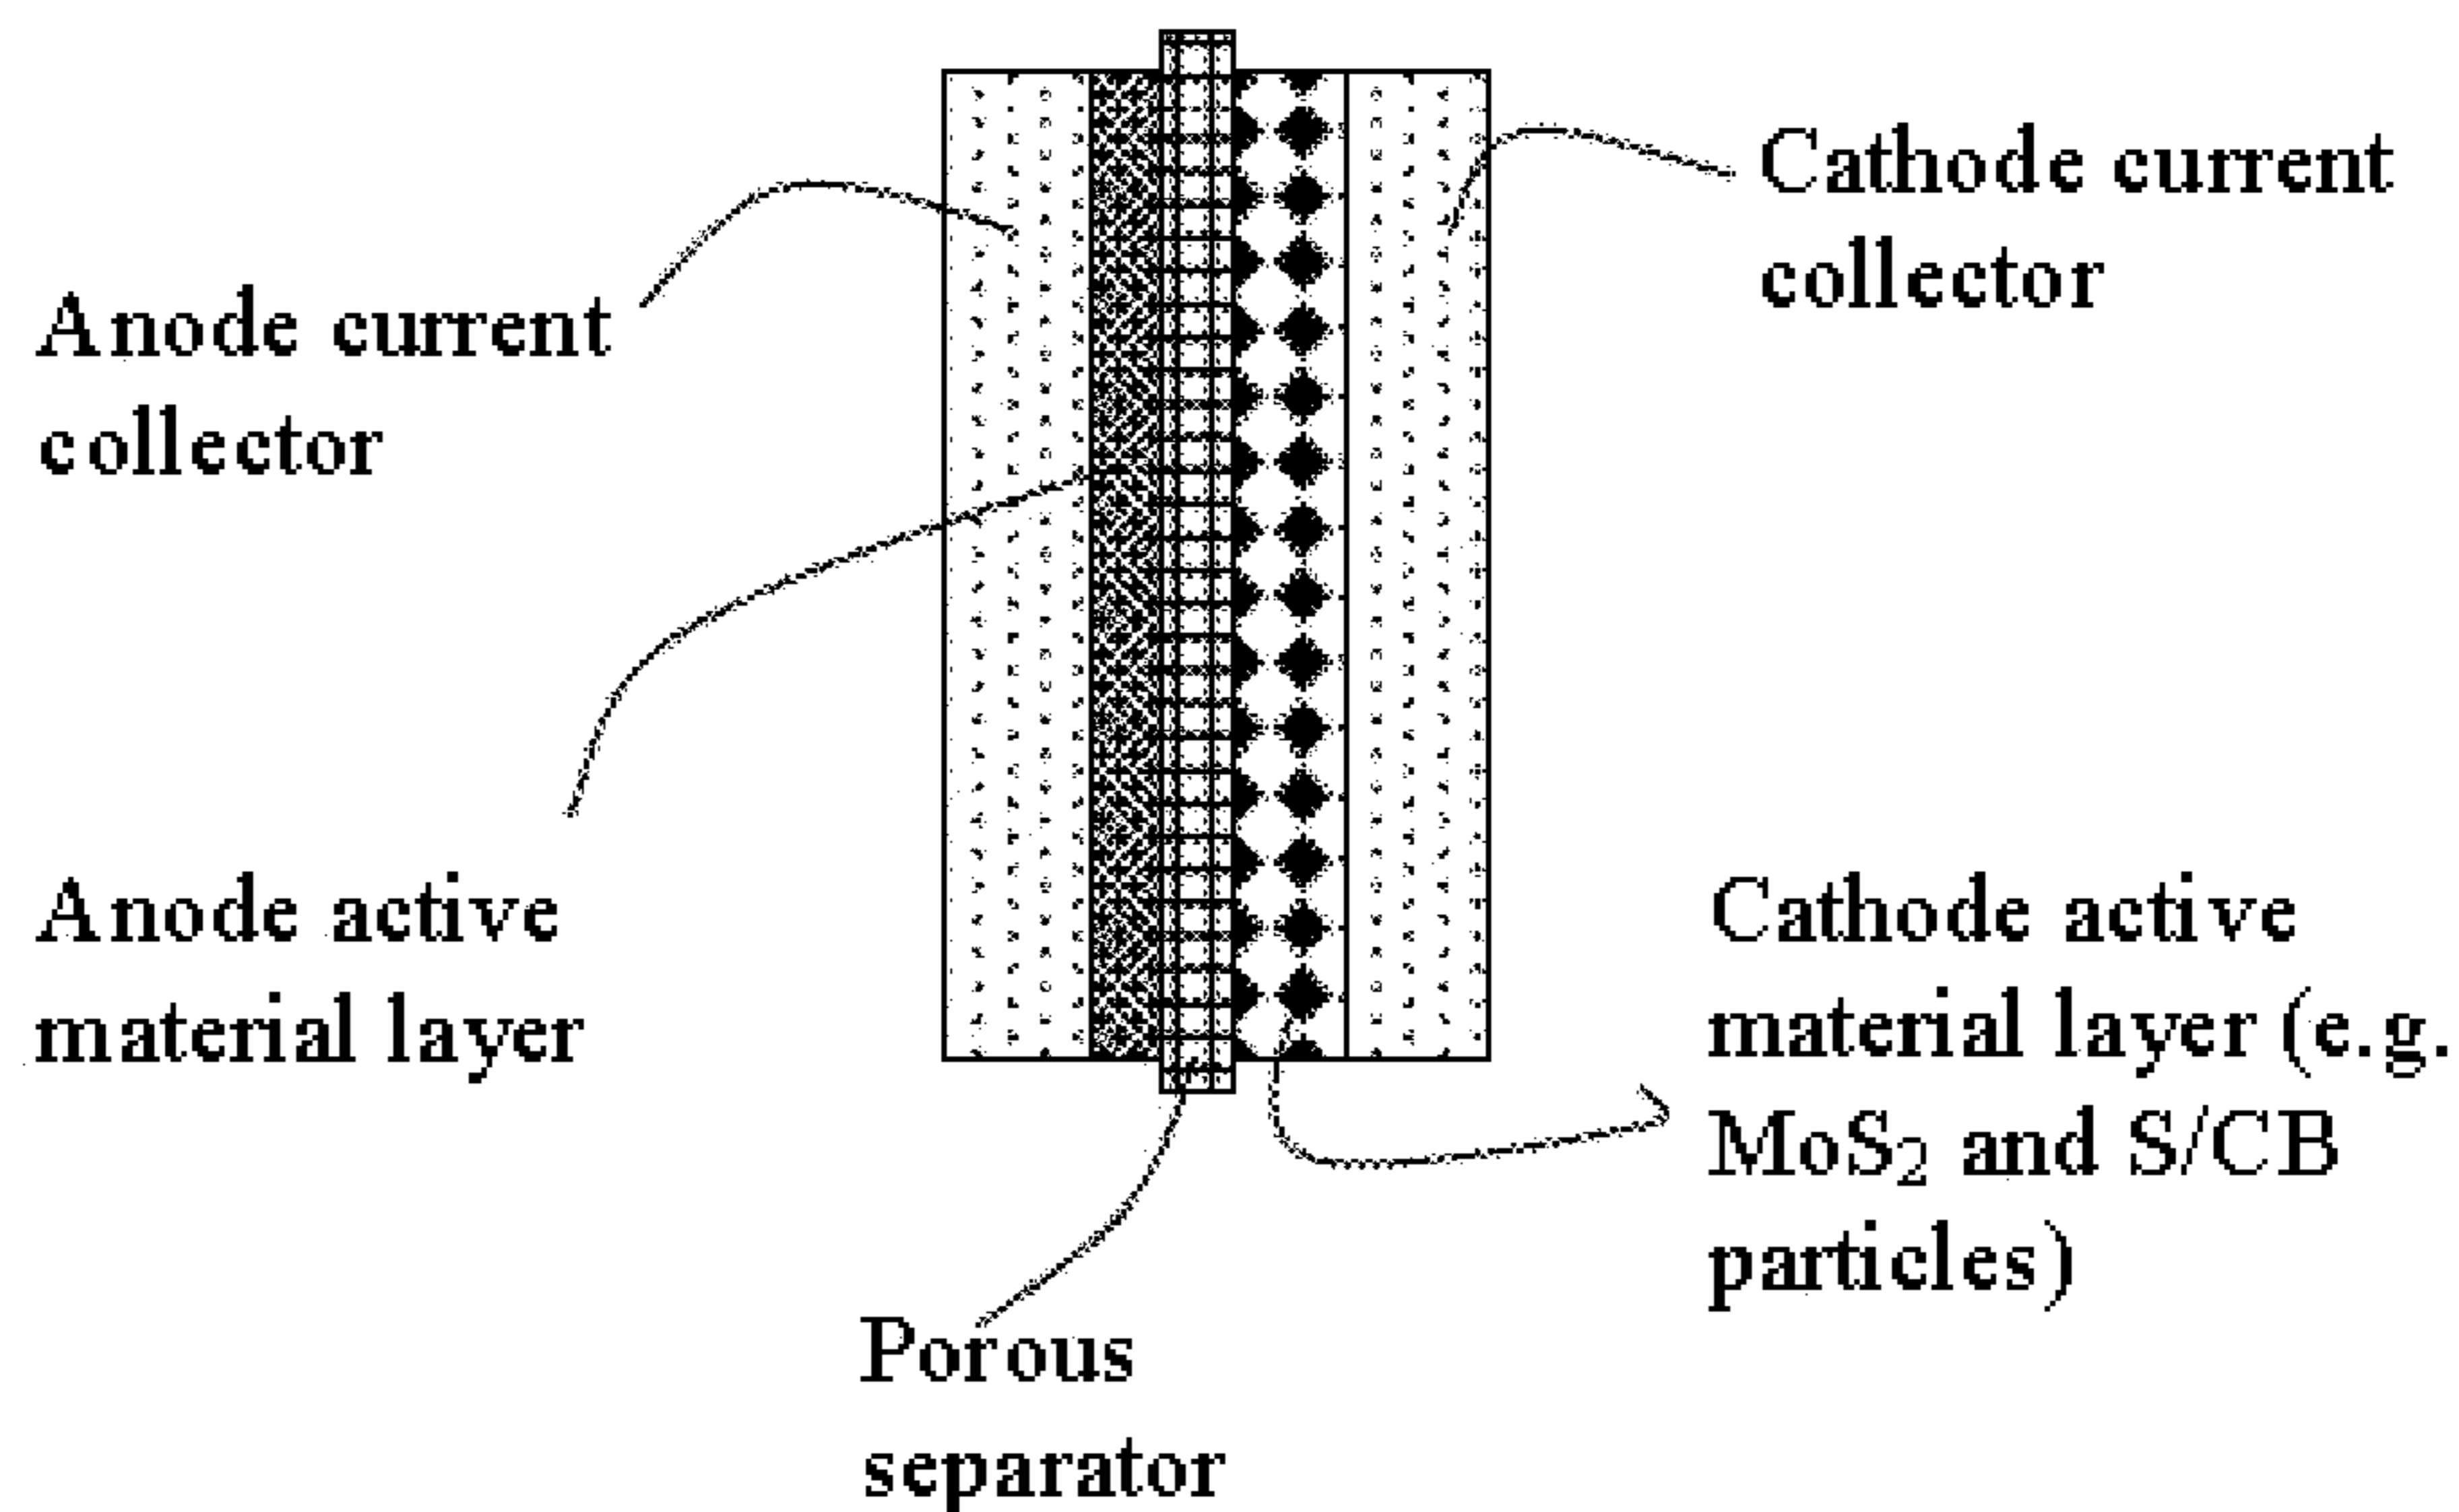 Anode current
collector
Cathode current
collector
Anode active
material layer
Cathode active
material layer (e.g.
MoS₂ and S/CB
particles)
Porous
separator